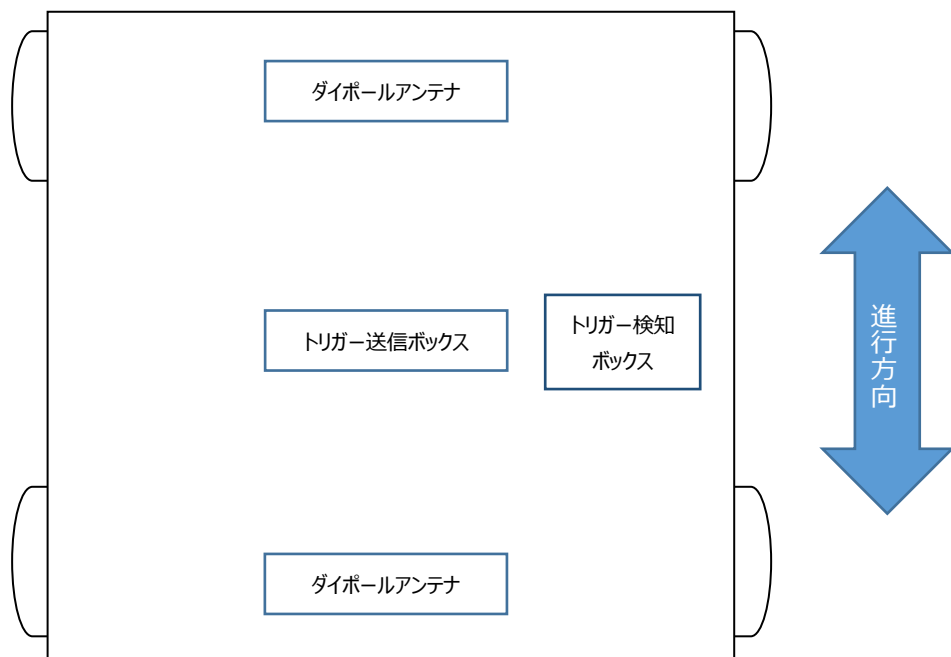 ダイポールアンテナ
トリガー送信ボックス
トリガー検知
ボックス
進行方向
ダイポールアンテナ